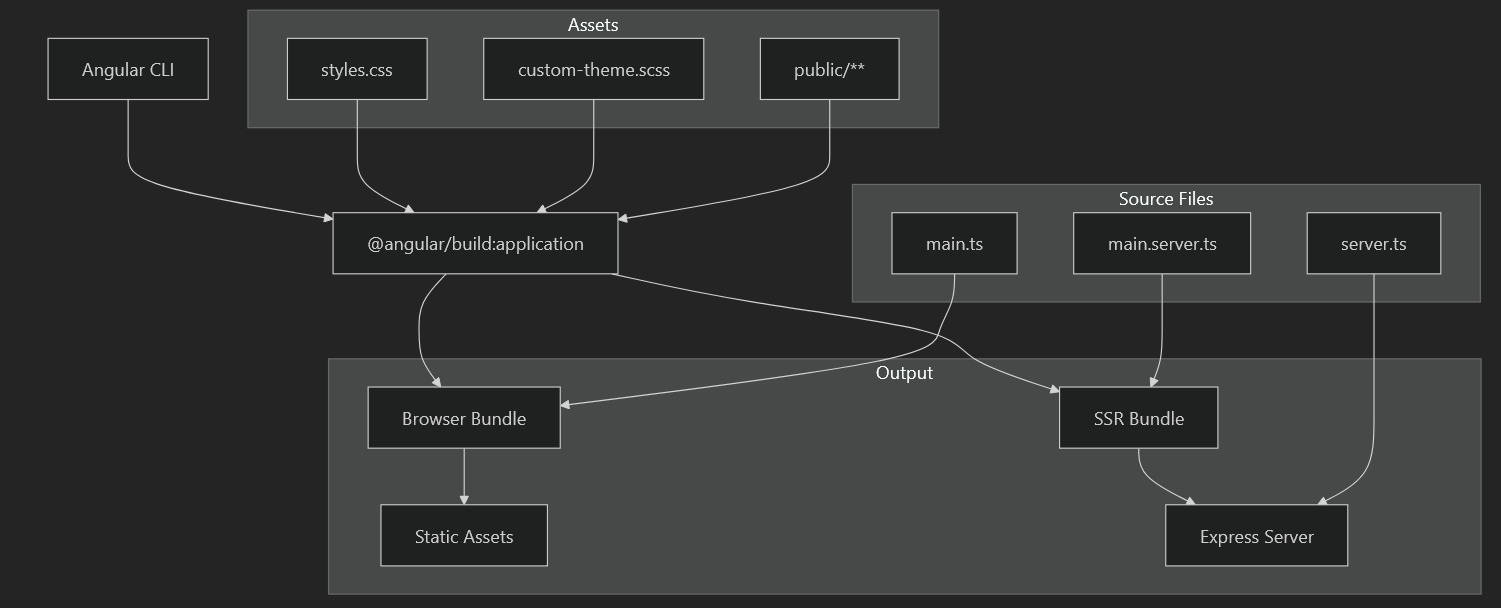 Assets
Angular CLI
styles.css
custom-theme.scss
public/**
Source Files
@angular/build:application
main.ts
main.server.ts
server.ts
Output
Browser Bundle
SSR Bundle
Static Assets
Express Server